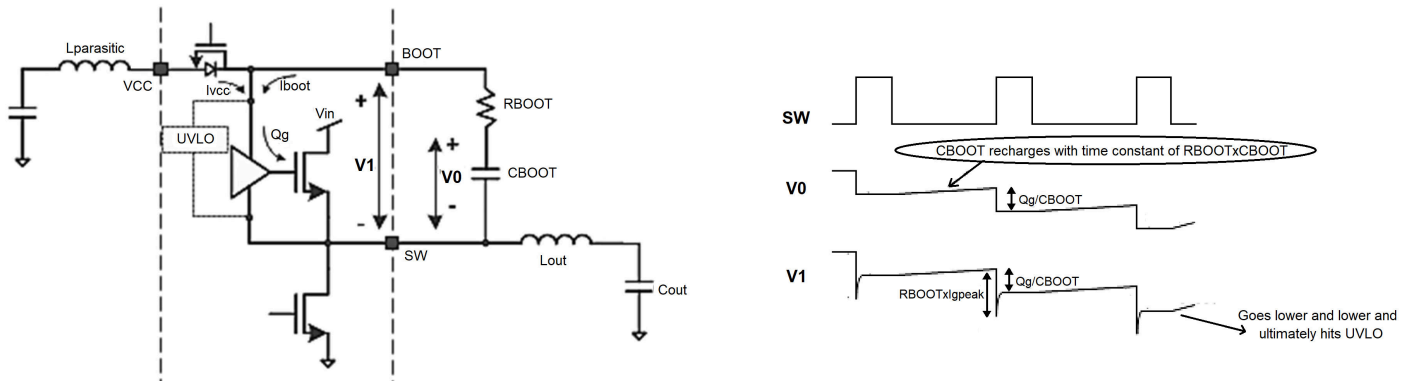 Lparasitic
VCC
Ivcc
Iboot
BOOT
UVLO
Qg
Vin
+
V1
-
+
V0
-
RBOOT
CBOOT
SW
Lout
Cout
SW
CBOOT recharges with time constant of RBOOTxCBOOT
V0
Qg/CBOOT
V1
RBOOTxIgpeak
Qg/CBOOT
Goes lower and lower and
ultimately hits UVLO